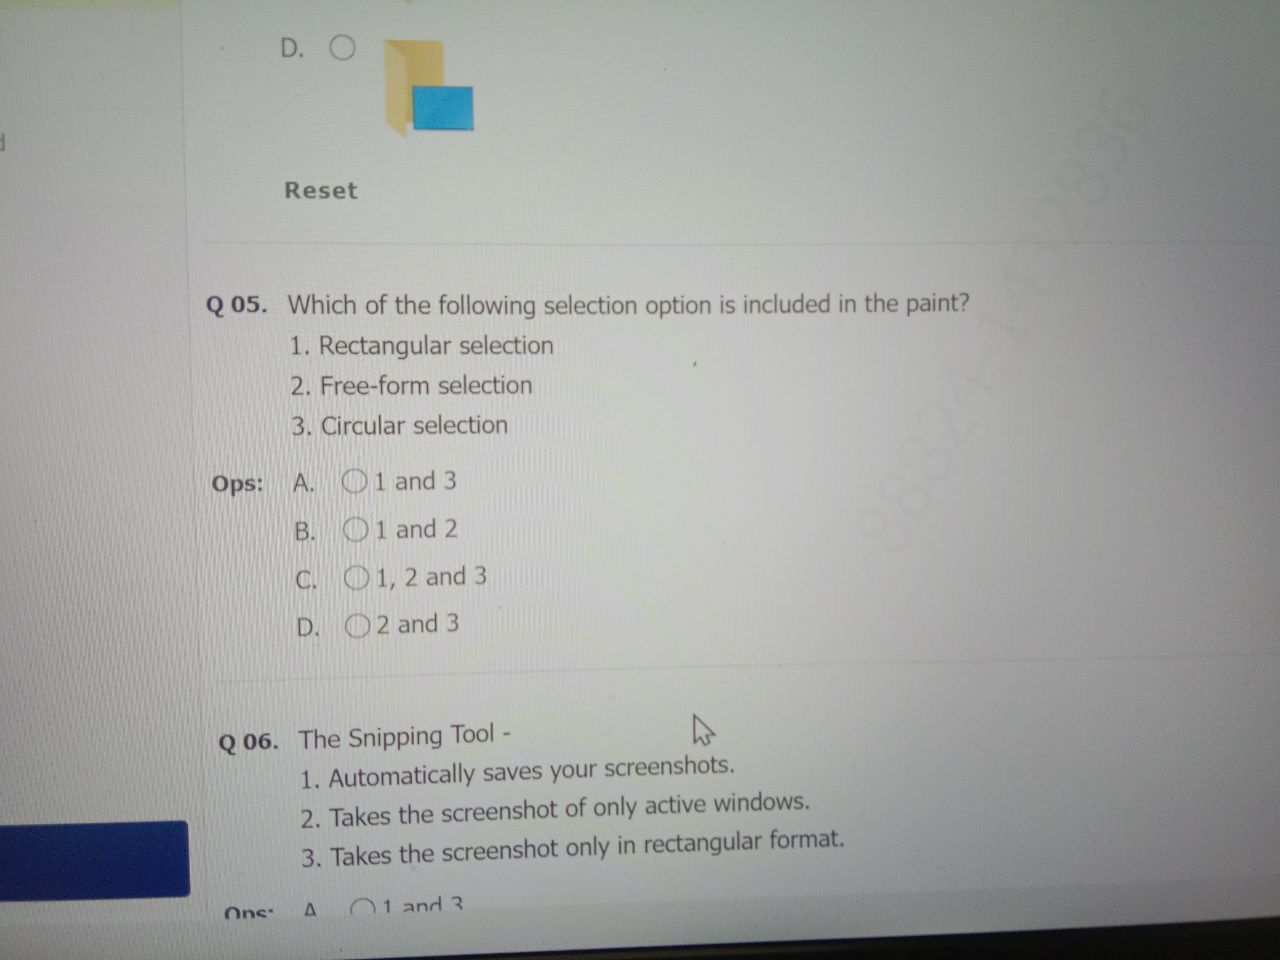 D.
Reset
Q 05. Which of the following selection option is included in the paint?
1. Rectangular selection
2. Free-form selection
3. Circular selection
Ops: A. 1 and 3
B. 1 and 2
C. 1, 2 and 3
D. 2 and 3
Q 06. The Snipping Tool -
1. Automatically saves your screenshots.
2. Takes the screenshot of only active windows.
3. Takes the screenshot only in rectangular format.
Ops: A 1 and 3